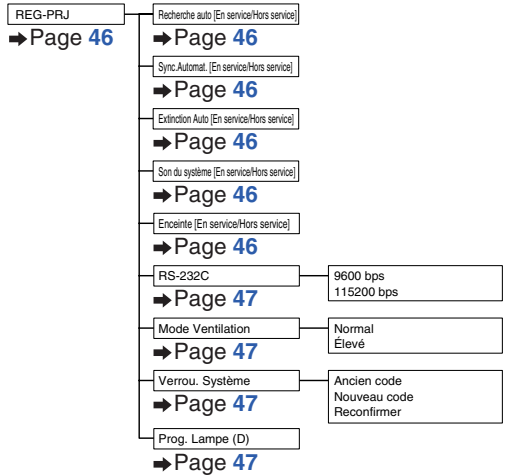 REG-PRJ
➡Page 46
Recherche auto [En service/Hors service]
➡Page 46
Sync.Automat. [En service/Hors service]
➡Page 46
Extinction Auto [En service/Hors service]
➡Page 46
Son du système [En service/Hors service]
➡Page 46
Enceinte [En service/Hors service]
➡Page 46
RS-232C
➡Page 47
9600 bps
115200 bps
Mode Ventilation
➡Page 47
Normal
Élevé
Verrou. Système
➡Page 47
Ancien code
Nouveau code
Reconfirmer
Prog. Lampe (D)
➡Page 47